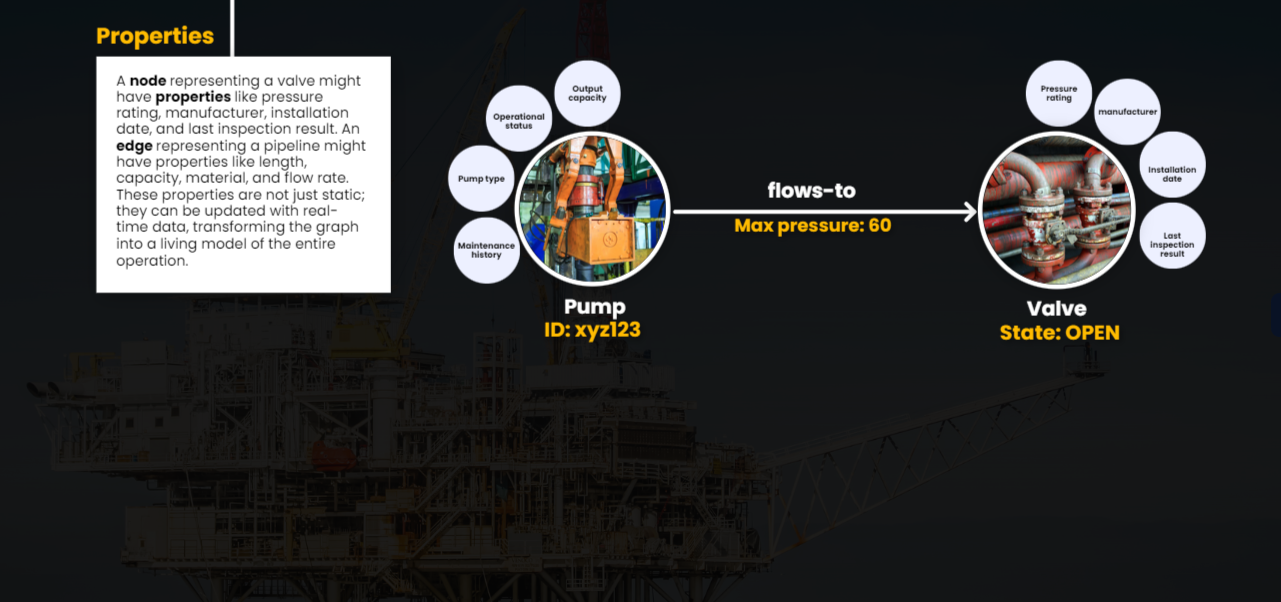 Properties
A node representing a valve might
have properties like pressure
rating, manufacturer, installation
date, and last inspection result. An
edge representing a pipeline might
have properties like length,
capacity, material, and flow rate.
These properties are not just static;
they can be updated with real-
time data, transforming the graph
into a living model of the entire
operation.
Output
capacity
Operational
status
Pump type
Maintenance
history
Pump
ID: xyz123
flows-to
Max pressure: 60
Pressure
rating
manufacturer
Installation
date
Last
inspection
result
Valve
State: OPEN